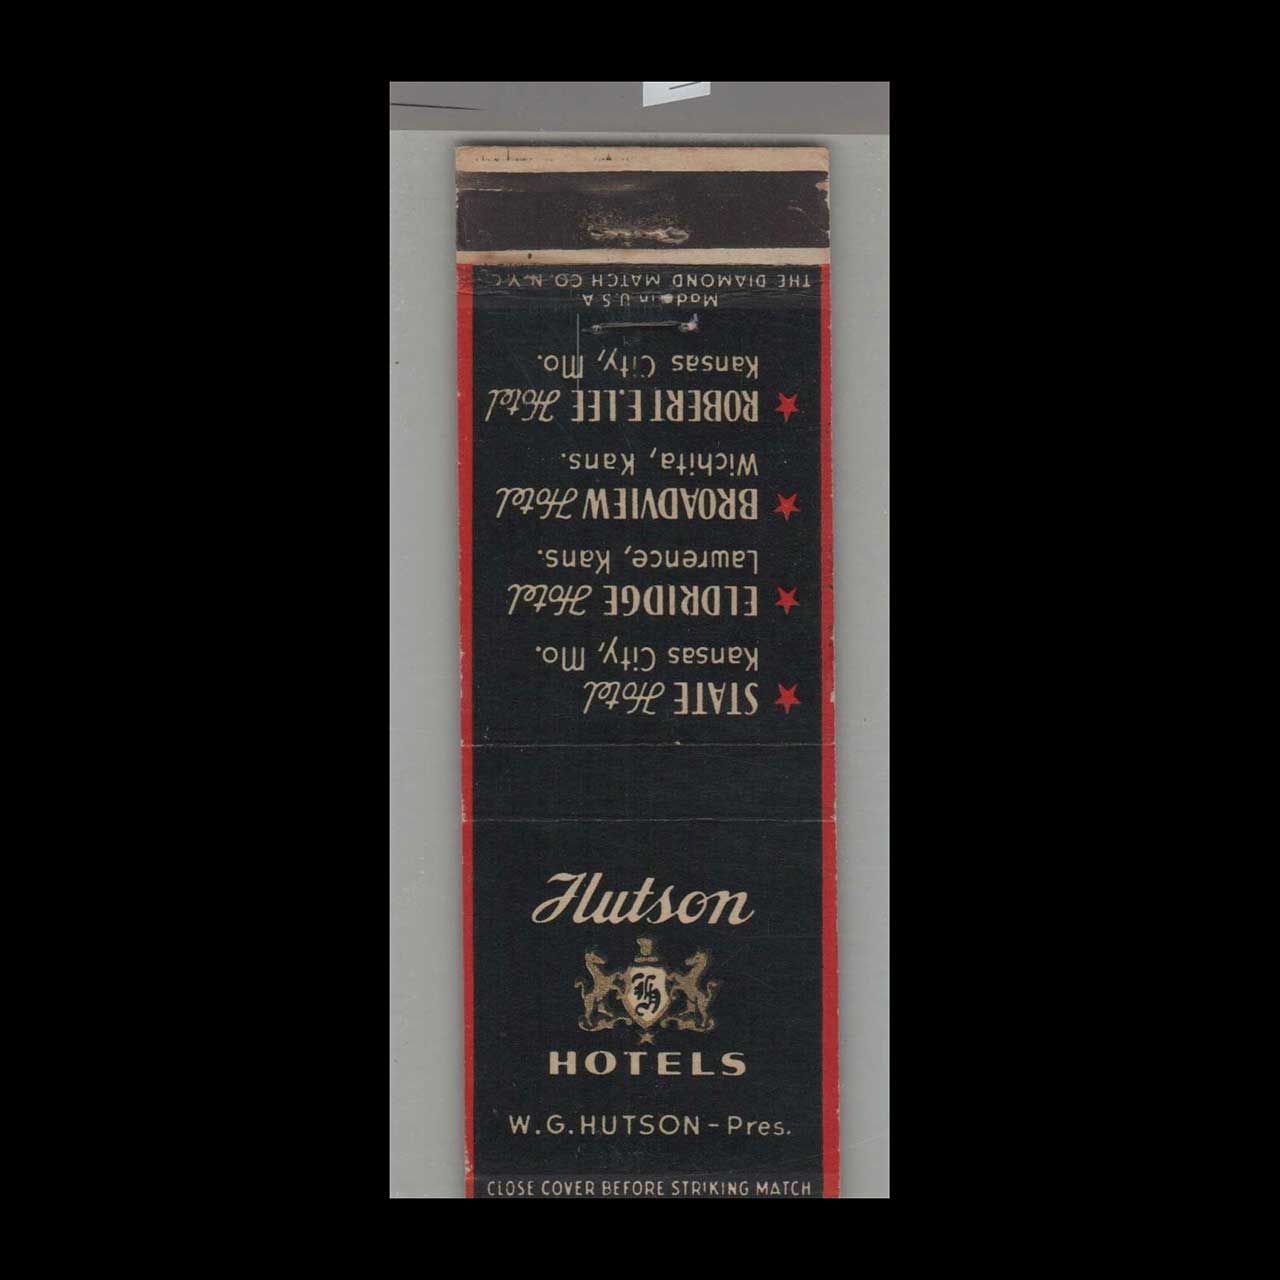 Hutson
H
HOTELS
W.G.HUTSON-Pres.
CLOSE COVER BEFORE STRIKING MATCH
STATE Hotel
Kansas City, Mo.
ELDRIDGE Hotel
Lawrence, Kans.
BROADVIEW Hotel
Wichita, Kans.
ROBERT E. LEE Hotel
Kansas City, Mo.
Made in U.S.A
THE DIAMOND MATCH CO. N.Y.C.